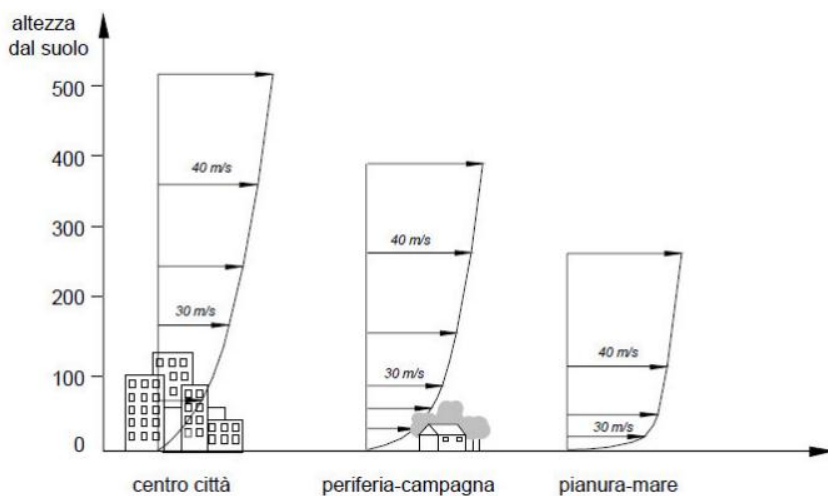 altezza
dal suolo
500
400
300
200
100
0
40 m/s
30 m/s
40 m/s
30 m/s
40 m/s
30 m/s
centro città
periferia-campagna
pianura-mare